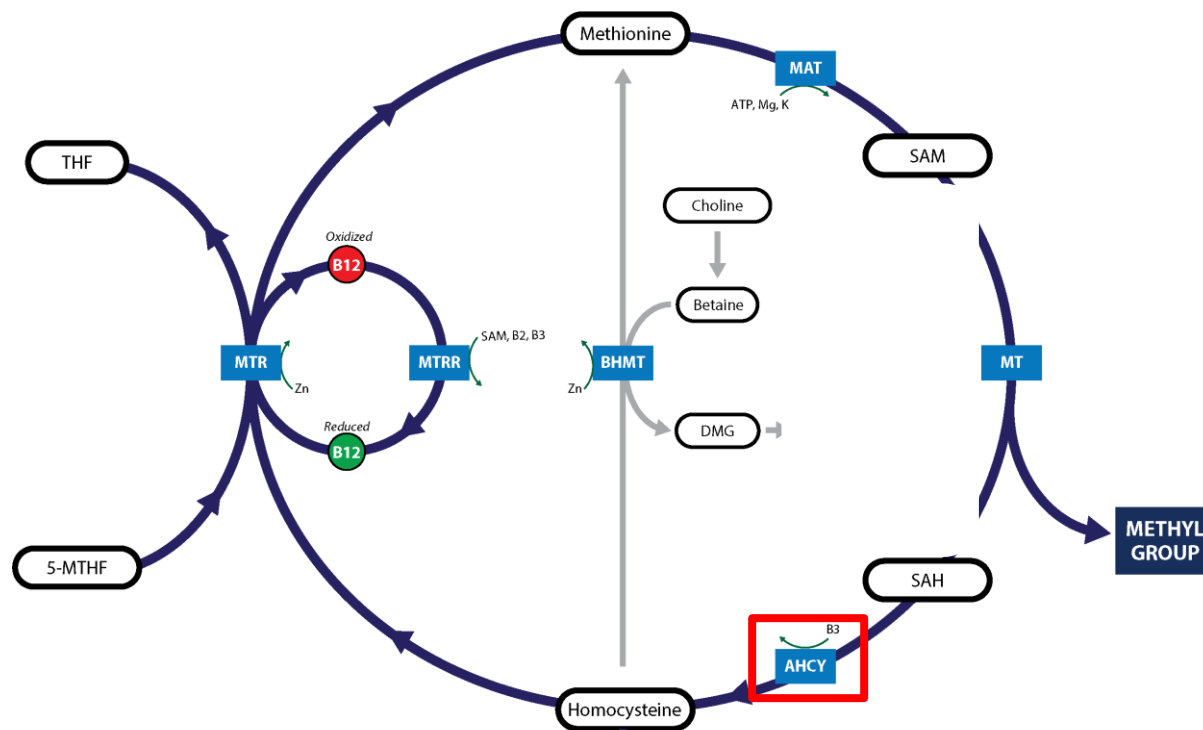 Methionine
MAT
ATP, Mg, K
THF
SAM
Choline
Oxidized
B12
Betaine
SAM, B2, B3
MTR
MTRR
BHMT
MT
Zn
Zn
Reduced
B12
DMG
METHYL
GROUP
5-MTHF
SAH
B3
AHCY
Homocysteine